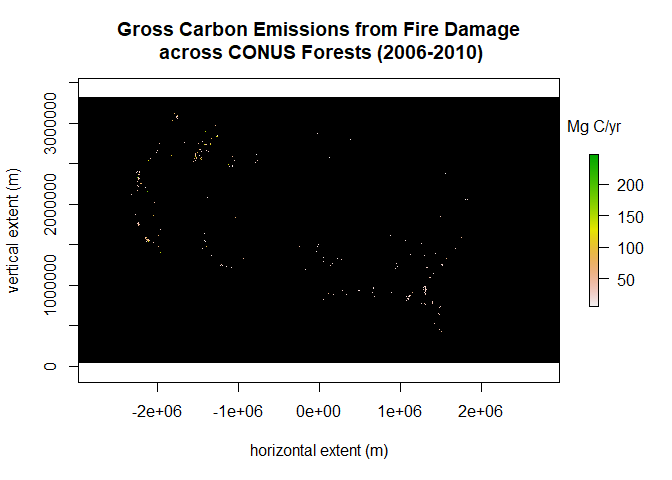 Gross Carbon Emissions from Fire Damage
across CONUS Forests (2006-2010)
Mg C/yr
200
150
100
50
vertical extent (m)
3000000
2000000
1000000
0
-2e+06 -1e+06 0e+00 1e+06 2e+06
horizontal extent (m)